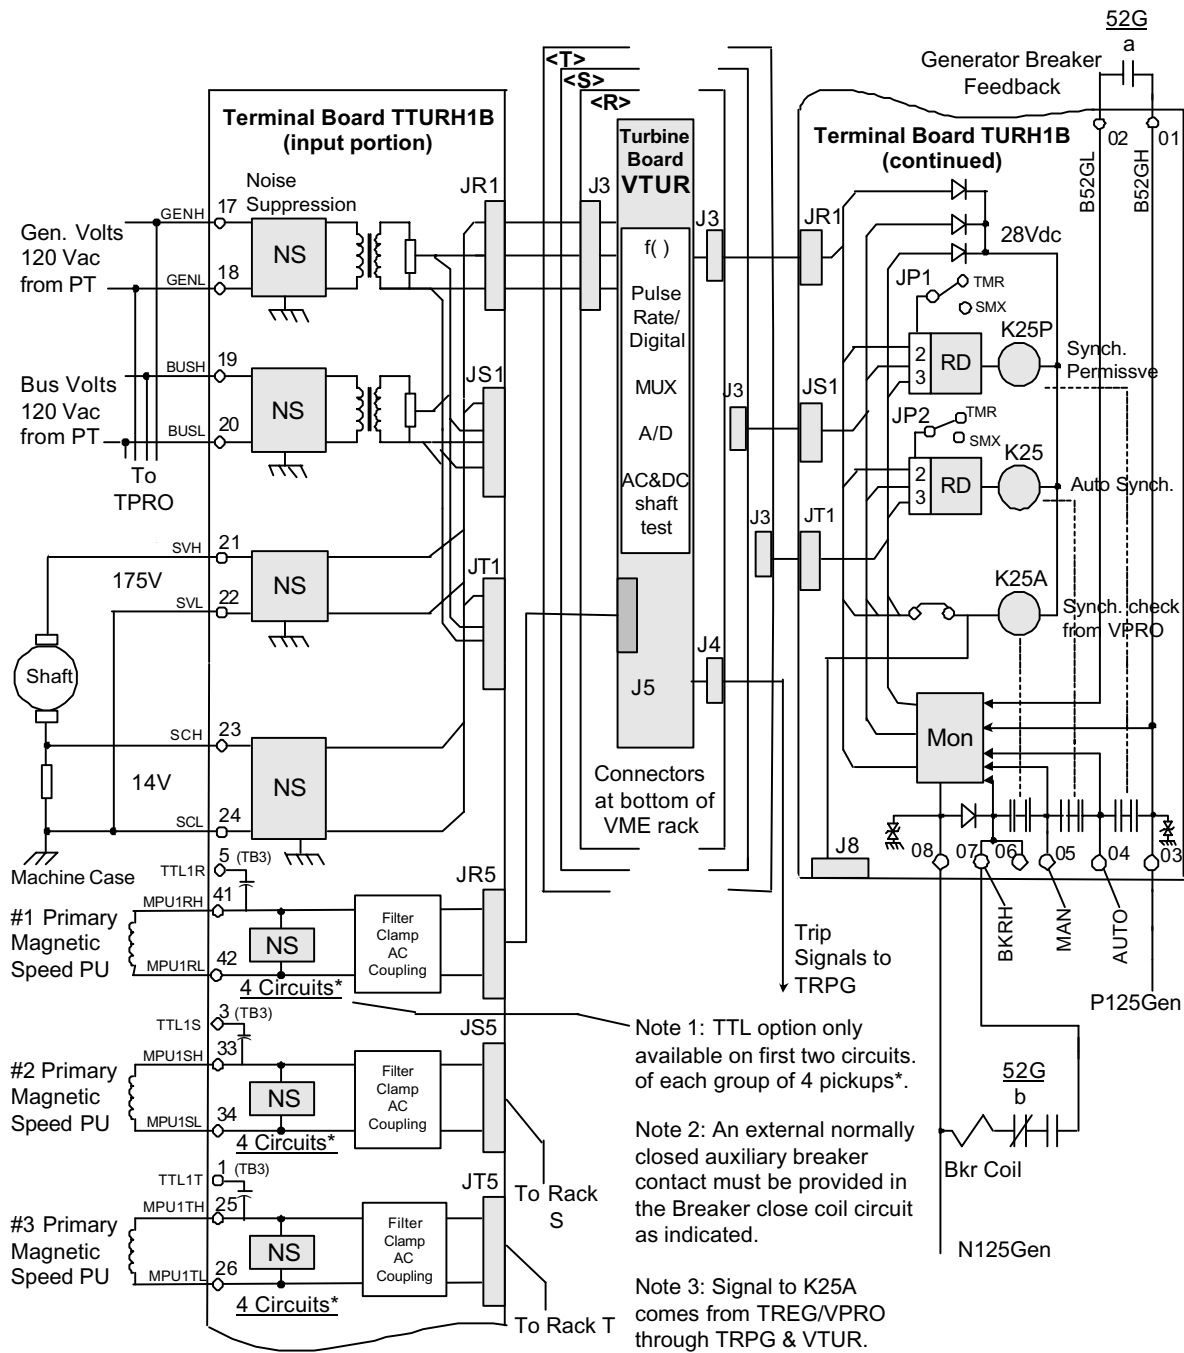 52G
a
Generator Breaker
Feedback
<T>
<S>
<R>
Terminal Board TTURH1B
(input portion)
Turbine
Board
VTUR
Terminal Board TURH1B
(continued)
02
01
B52GL
B52GH
Noise
Suppression
JR1
J3
J3
JR1
GENH
17
Gen. Volts
120 Vac
from PT
NS
GENL
18
f( )
Pulse
Rate/
Digital
MUX
A/D
AC&DC
shaft
test
28Vdc
JP1
TMR
SMX
K25P
2
3
RD
Synch.
Permissve
BUSH
19
Bus Volts
120 Vac
from PT
NS
BUSL
20
JS1
J3
JS1
JP2
TMR
SMX
K25
2
3
RD
Auto Synch.
To
TPRO
SVH
21
175V
NS
SVL
22
JT1
J3
JT1
K25A
Synch. check
from VPRO
Shaft
J5
J4
SCH
23
14V
NS
SCL
24
Mon
Connectors
at bottom of
VME rack
Machine Case
J8
08
07
06
05
04
03
BKRH
MAN
AUTO
P125Gen
TTL1R
5
(TB3)
JR5
MPU1RH
41
#1 Primary
Magnetic
Speed PU
NS
Filter
Clamp
AC
Coupling
MPU1RL
42
4 Circuits*
Trip
Signals to
TRPG
TTL1S
3
(TB3)
JS5
MPU1SH
33
#2 Primary
Magnetic
Speed PU
NS
Filter
Clamp
AC
Coupling
MPU1SL
34
4 Circuits*
To Rack
S
TTL1T
1
(TB3)
JT5
MPU1TH
25
#3 Primary
Magnetic
Speed PU
NS
Filter
Clamp
AC
Coupling
MPU1TL
26
4 Circuits*
To Rack T
Note 1: TTL option only
available on first two circuits.
of each group of 4 pickups*.
Note 2: An external normally
closed auxiliary breaker
contact must be provided in
the Breaker close coil circuit
as indicated.
Note 3: Signal to K25A
comes from TREG/VPRO
through TRPG & VTUR.
52G
b
Bkr Coil
N125Gen